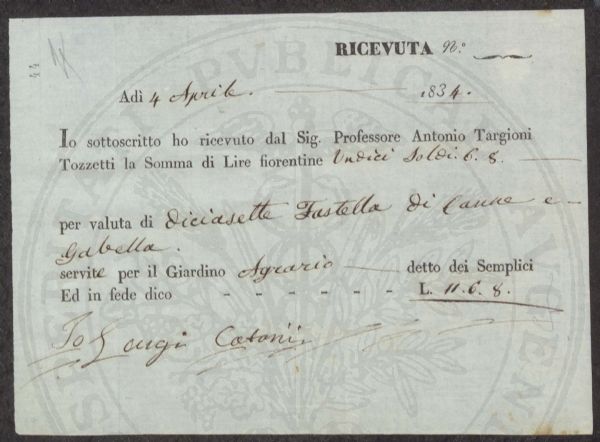 RICEVUTA N.º
44
Adì 4 Aprile 1834.
Io sottoscritto ho ricevuto dal Sig. Professore Antonio Targioni
Tozzetti la Somma di Lire fiorentine Undici Soldi. 6. 8.
per valuta di diciasette Fastella di Canne e
Gabella.
servite per il Giardino Agrario detto dei Semplici
Ed in fede dico - - - - - - L. 11. 6. 8.
Io Luigi Catoni